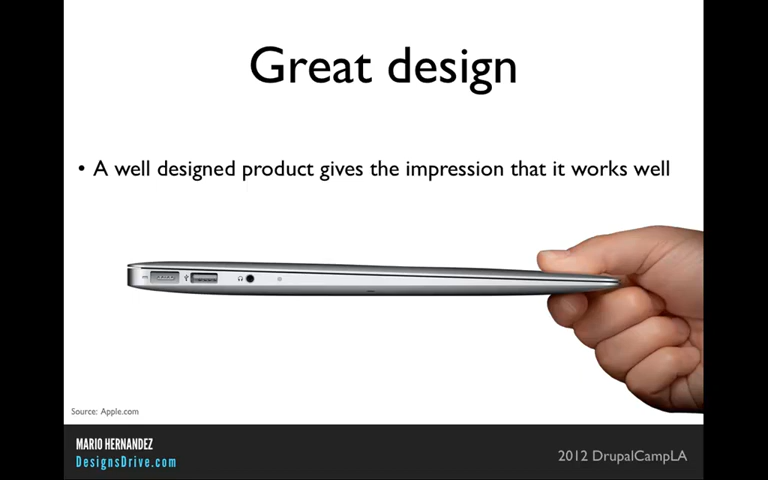 Great design
• A well designed product gives the impression that it works well
Source: Apple.com
MARIO HERNANDEZ
DesignsDrive.com
2012 DrupalCampLA